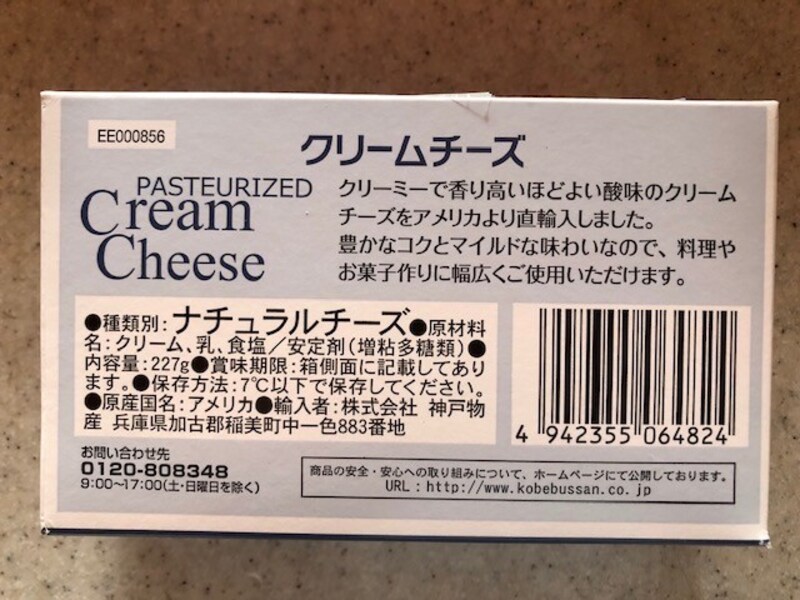 EE000856
クリームチーズ
PASTEURIZED
Cream
Cheese
クリーミーで香り高いほどよい酸味のクリーム
チーズをアメリカより直輸入しました。
豊かなコクとマイルドな味わいなので、料理や
お菓子作りに幅広くご使用いただけます。
●種類別:ナチュラルチーズ●原材料
名:クリーム、乳、食塩/安定剤(増粘多糖類)●
内容量:227g●賞味期限:箱側面に記載してあり
ます。●保存方法:7℃以下で保存してください。
●原産国名:アメリカ●輸入者:株式会社 神戸物
産 兵庫県加古郡稲美町中一色883番地
4 942355 064824
お問い合わせ先
0120-808348
9:00~17:00(土・日曜日を除く)
商品の安全・安心への取り組みについて、ホームページにて公開しております。
URL:http://www.kobebussan.co.jp